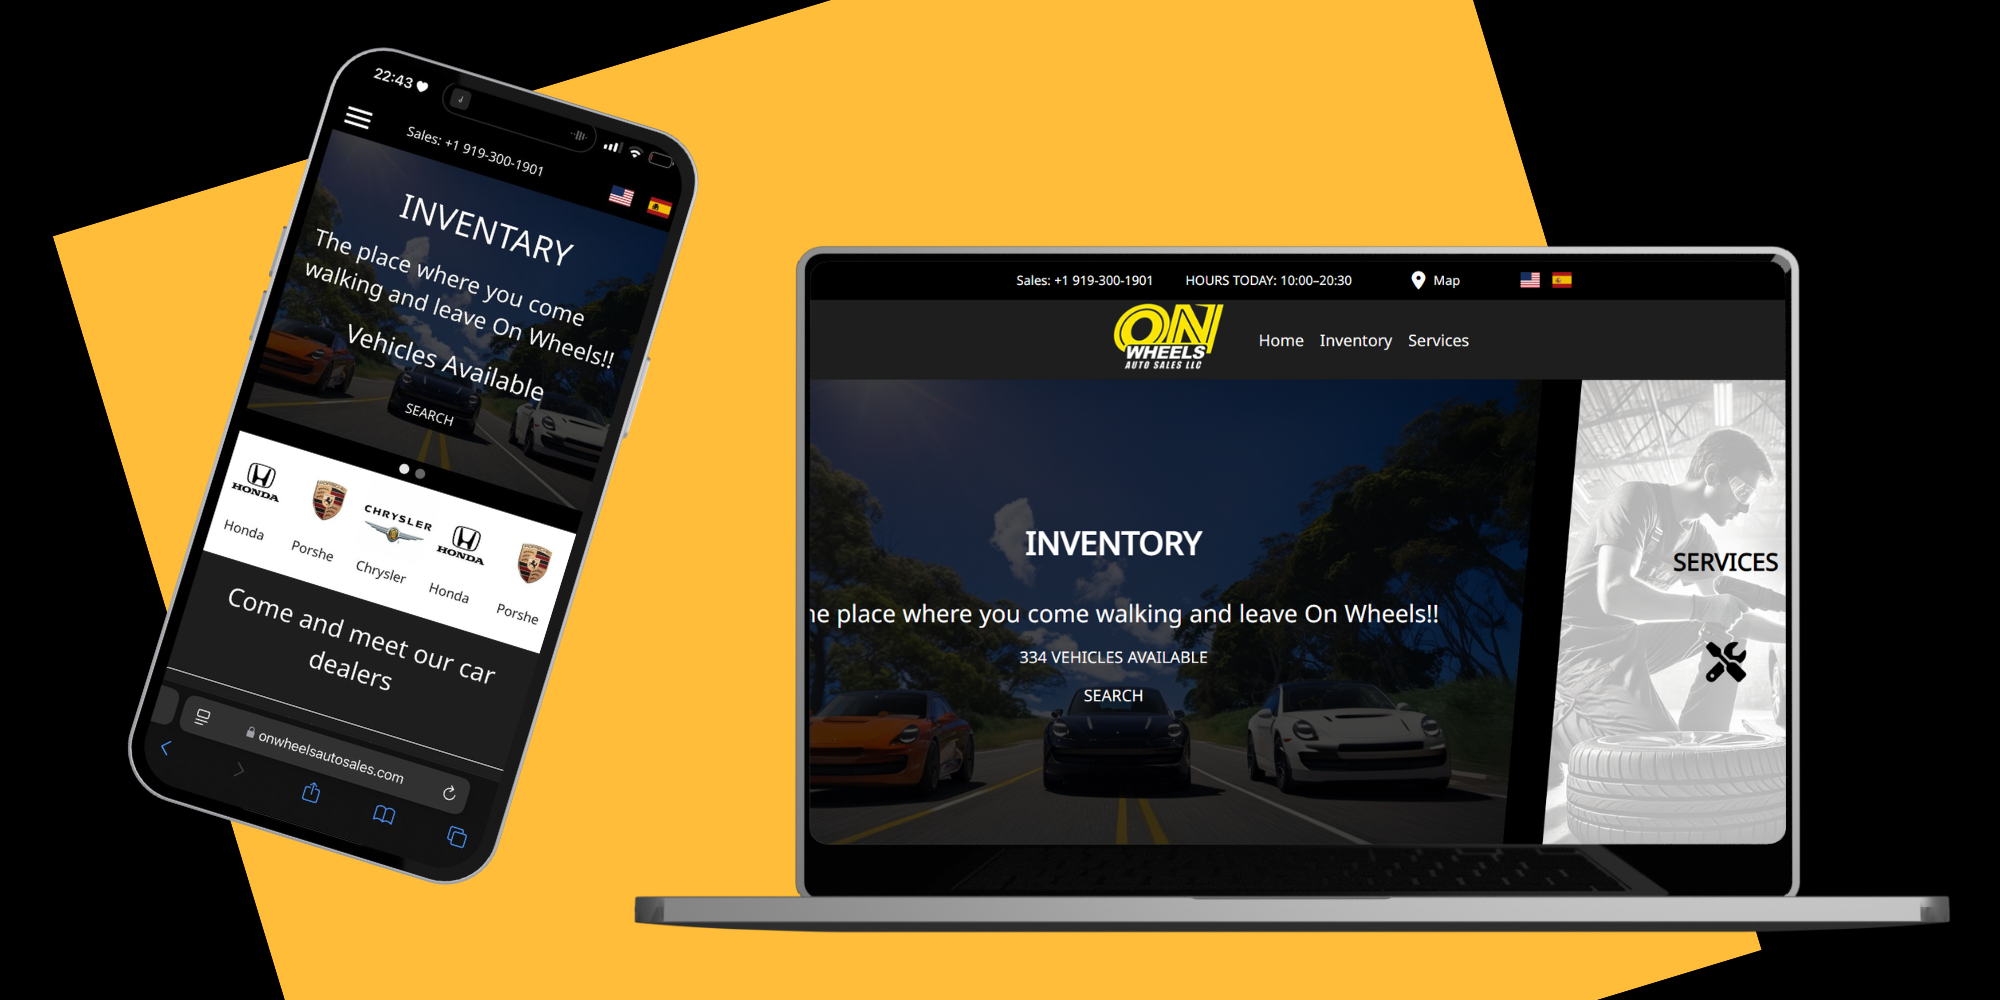 22:43
Sales: +1 919-300-1901
INVENTARY
The place where you come
walking and leave On Wheels!!
Vehicles Available
SEARCH
HONDA
CHRYSLER
HONDA
Honda
Porshe
Chrysler
Honda
Porshe
Come and meet our car
dealers
onwheelsautosales.com
Sales: +1 919-300-1901
HOURS TODAY: 10:00–20:30
Map
ON
WHEELS
AUTO SALES LLC
Home
Inventory
Services
INVENTORY
he place where you come walking and leave On Wheels!!
334 VEHICLES AVAILABLE
SEARCH
SERVICES